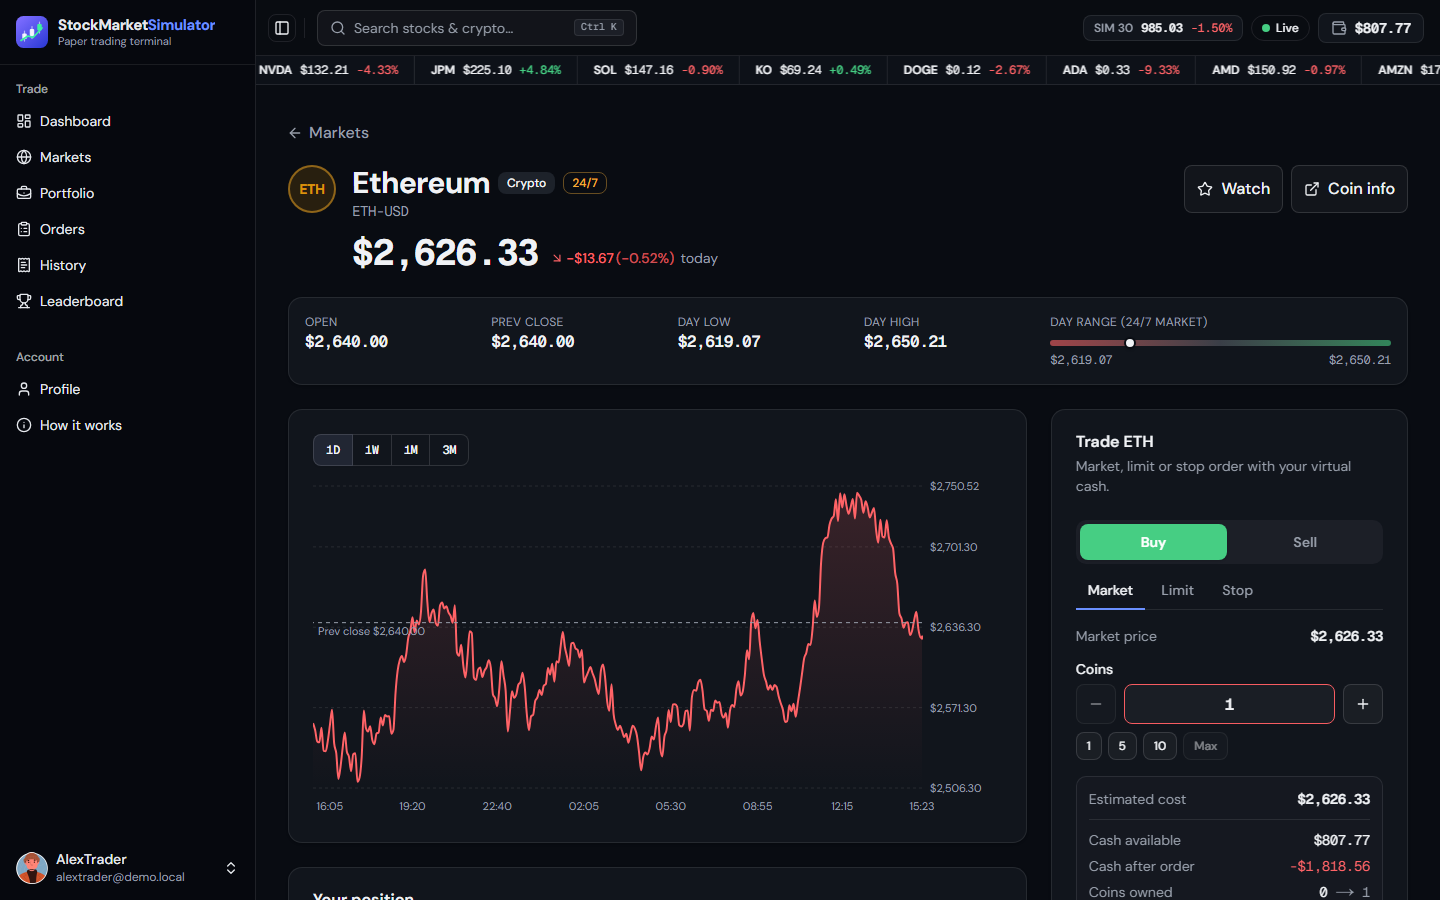 StockMarketSimulator
Paper trading terminal
Trade
Dashboard
Markets
Portfolio
Orders
History
Leaderboard
Account
Profile
How it works
AlexTrader
alextrader@demo.local
Search stocks & crypto...
Ctrl K
SIM 30 985.03 -1.50%
Live
$807.77
NVDA $132.21 -4.33%
JPM $225.10 +4.84%
SOL $147.16 -0.90%
KO $69.24 +0.49%
DOGE $0.12 -2.67%
ADA $0.33 -9.33%
AMD $150.92 -0.97%
AMZN $17
Markets
ETH
Ethereum
Crypto
24/7
ETH-USD
$2,626.33
-$13.67(-0.52%) today
Watch
Coin info
OPEN
$2,640.00
PREV CLOSE
$2,640.00
DAY LOW
$2,619.07
DAY HIGH
$2,650.21
DAY RANGE (24/7 MARKET)
$2,619.07
$2,650.21
1D 1W 1M 3M
$2,750.52
$2,701.30
$2,636.30
$2,571.30
$2,506.30
Prev close $2,640.00
16:05 19:20 22:40 02:05 05:30 08:55 12:15 15:23
Your position
Trade ETH
Market, limit or stop order with your virtual
cash.
Buy
Sell
Market Limit Stop
Market price $2,626.33
Coins
1
1 5 10 Max
Estimated cost $2,626.33
Cash available $807.77
Cash after order -$1,818.56
Coins owned 0 → 1